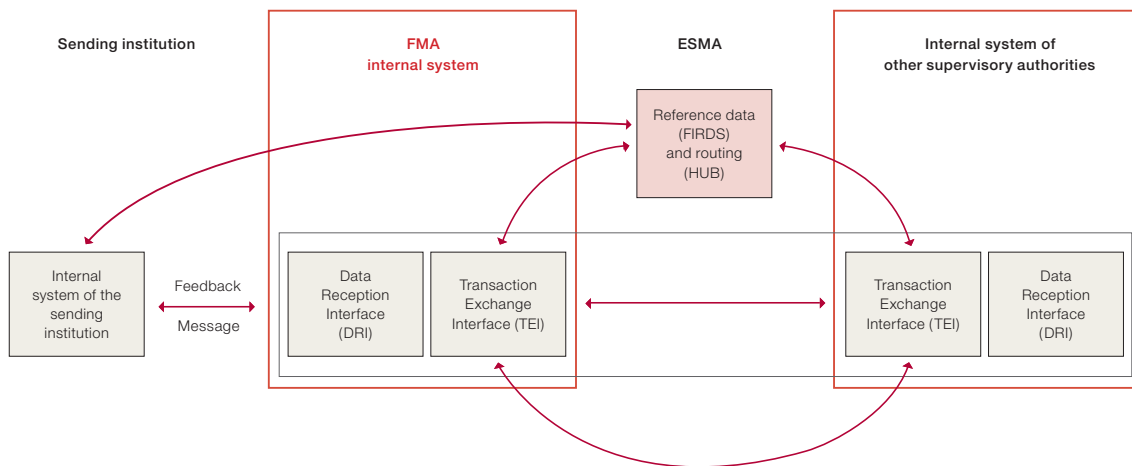 Sending institution
FMA
internal system
ESMA
Internal system of
other supervisory authorities
Reference data
(FIRDS)
and routing
(HUB)
Internal
system of the
sending
institution
Feedback
Message
Data
Reception
Interface
(DRI)
Transaction
Exchange
Interface (TEI)
Transaction
Exchange
Interface (TEI)
Data
Reception
Interface
(DRI)